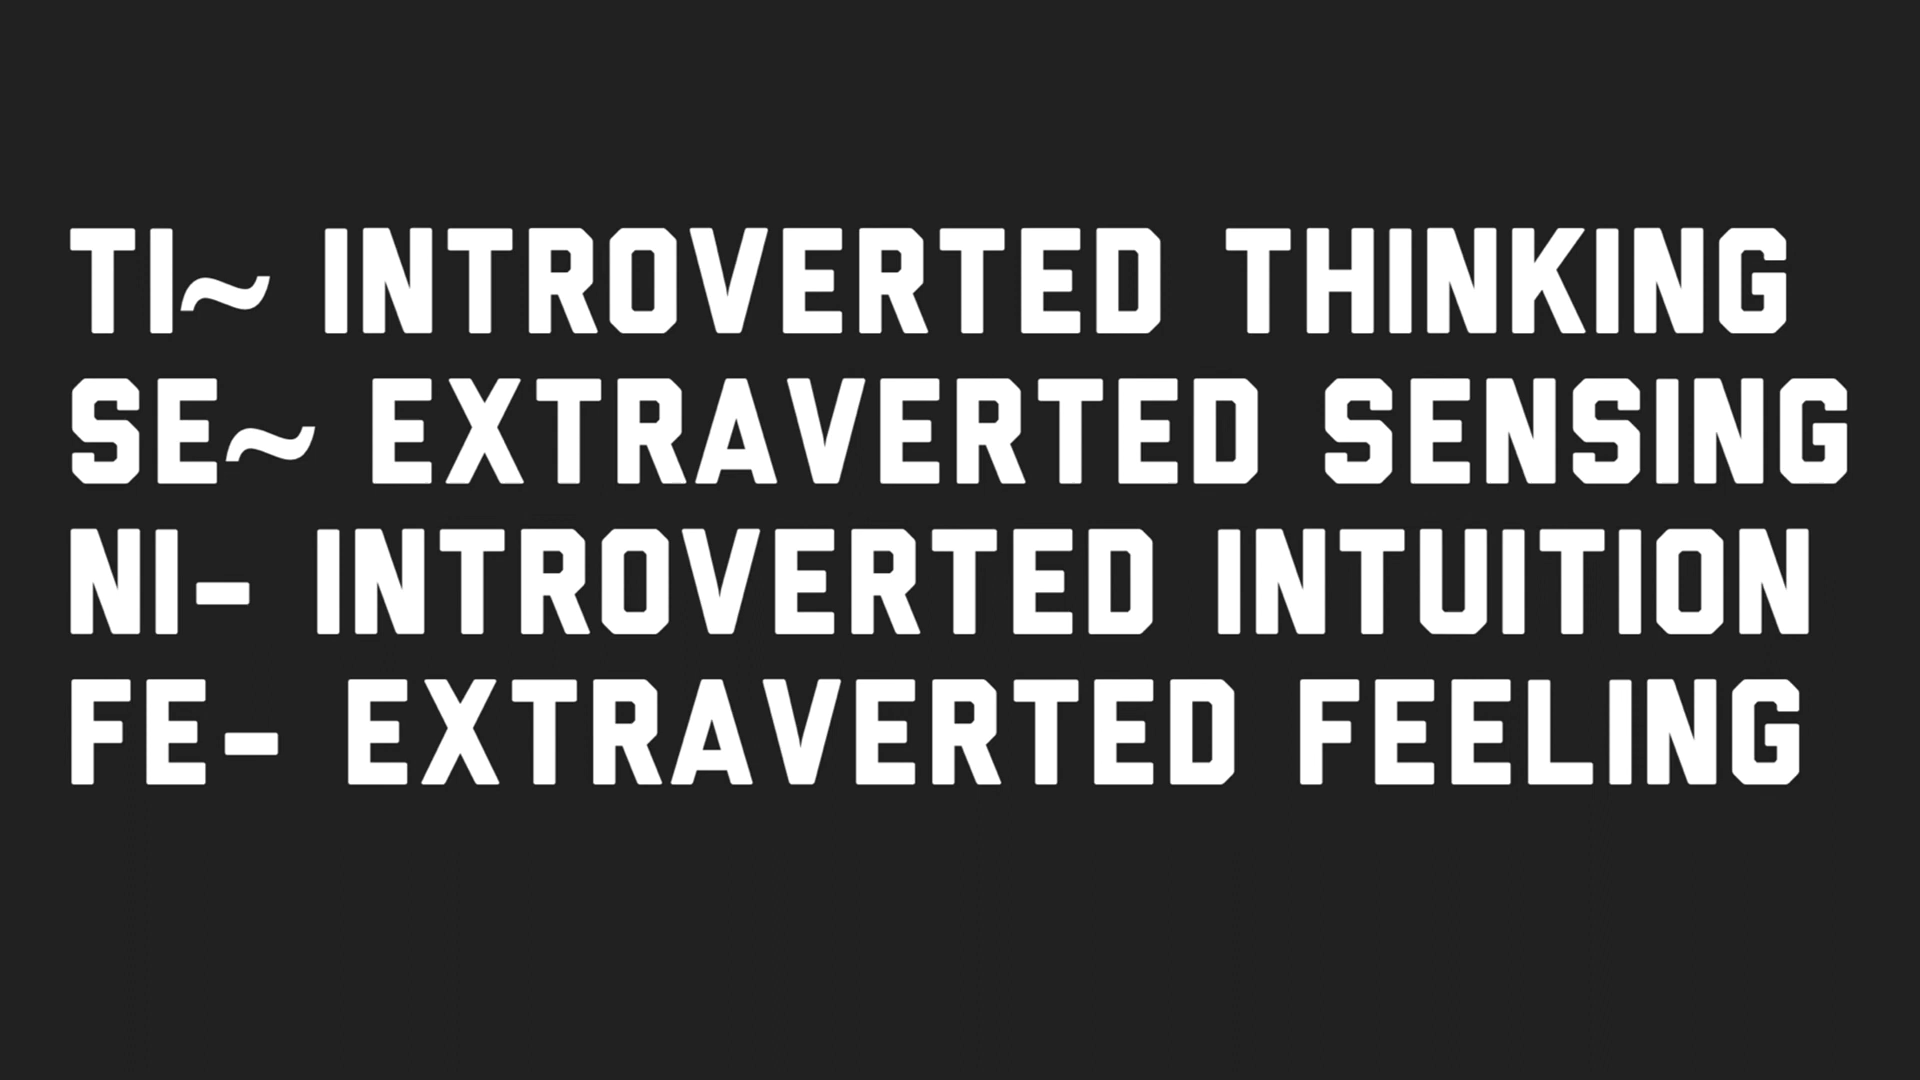 TI~ INTROVERTED THINKING
SE~ EXTRAVERTED SENSING
NI- INTROVERTED INTUITION
FE- EXTRAVERTED FEELING